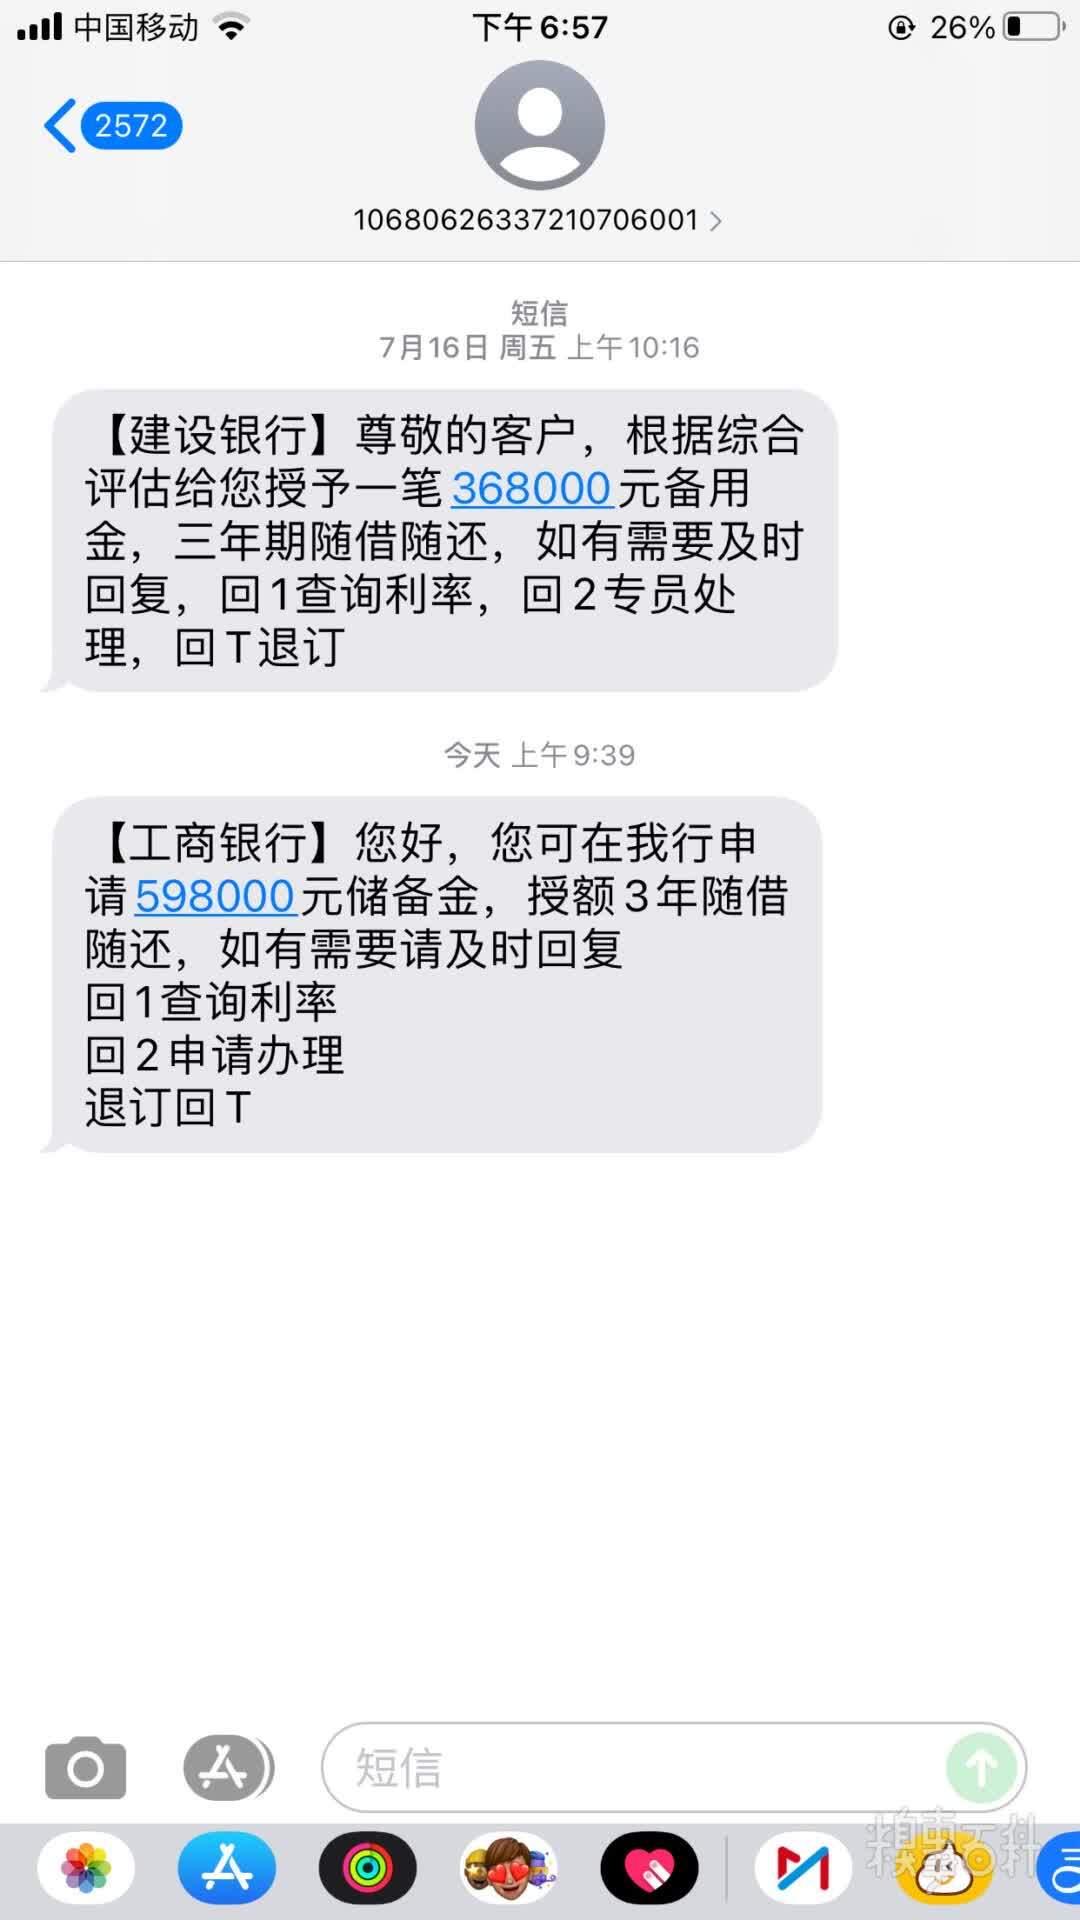 中国移动
下午6:57
26%
2572
10680626337210706001
短信
7月16日 周五 上午10:16
【建设银行】尊敬的客户，根据综合
评估给您授予一笔368000元备用
金，三年期随借随还，如有需要及时
回复，回1查询利率，回2专员处
理，回T退订
今天 上午9:39
【工商银行】您好，您可在我行申
请598000元储备金，授额3年随借
随还，如有需要请及时回复
回1查询利率
回2申请办理
退订回T
短信